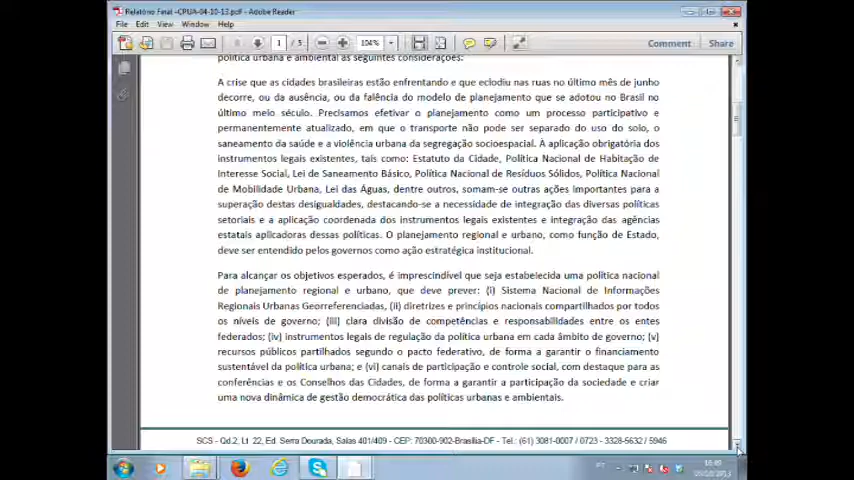 Relatório Final -CPUA-04-10-13.pdf - Adobe Reader
File Edit View Window Help
1 / 5 104% Comment Share
política urbana e ambiental as seguintes considerações:
A crise que as cidades brasileiras estão enfrentando e que eclodiu nas ruas no último mês de junho
decorre, ou da ausência, ou da falência do modelo de planejamento que se adotou no Brasil no
último meio século. Precisamos efetivar o planejamento como um processo participativo e
permanentemente atualizado, em que o transporte não pode ser separado do uso do solo, o
saneamento da saúde e a violência urbana da segregação socioespacial. À aplicação obrigatória dos
instrumentos legais existentes, tais como: Estatuto da Cidade, Política Nacional de Habitação de
Interesse Social, Lei de Saneamento Básico, Política Nacional de Resíduos Sólidos, Política Nacional
de Mobilidade Urbana, Lei das Águas, dentre outros, somam-se outras ações importantes para a
superação destas desigualdades, destacando-se a necessidade de integração das diversas políticas
setoriais e a aplicação coordenada dos instrumentos legais existentes e integração das agências
estatais aplicadoras dessas políticas. O planejamento regional e urbano, como função de Estado,
deve ser entendido pelos governos como ação estratégica institucional.
Para alcançar os objetivos esperados, é imprescindível que seja estabelecida uma política nacional
de planejamento regional e urbano, que deve prever: (i) Sistema Nacional de Informações
Regionais Urbanas Georreferenciadas, (ii) diretrizes e princípios nacionais compartilhados por todos
os níveis de governo; (iii) clara divisão de competências e responsabilidades entre os entes
federados; (iv) instrumentos legais de regulação da política urbana em cada âmbito de governo; (v)
recursos públicos partilhados segundo o pacto federativo, de forma a garantir o financiamento
sustentável da política urbana; e (vi) canais de participação e controle social, com destaque para as
conferências e os Conselhos das Cidades, de forma a garantir a participação da sociedade e criar
uma nova dinâmica de gestão democrática das políticas urbanas e ambientais.
SCS - Qd.2, Lt 22, Ed. Serra Dourada, Salas 401/409 - CEP: 70300-902-Brasília-DF - Tel.: (61) 3081-0007 / 0723 - 3328-5632 / 5946
PT